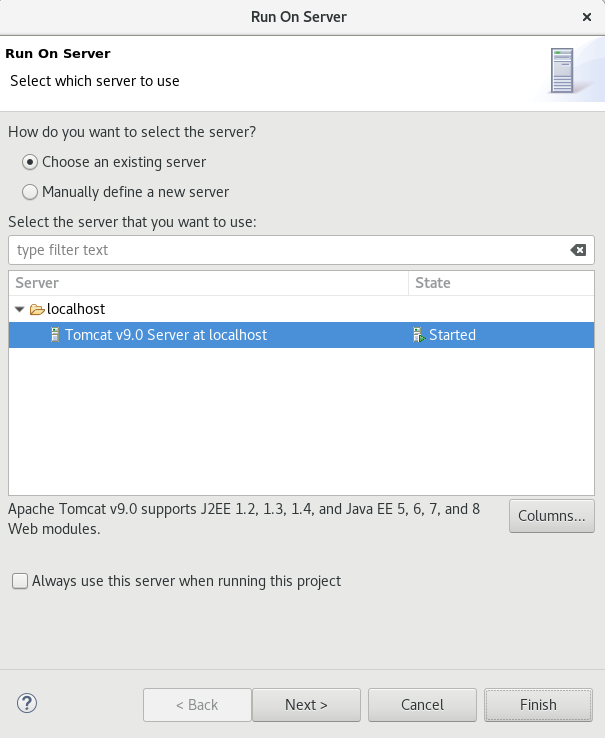 Run On Server
Run On Server
Select which server to use
How do you want to select the server?
Choose an existing server
Manually define a new server
Select the server that you want to use:
type filter text
Server State
localhost
Tomcat v9.0 Server at localhost Started
Apache Tomcat v9.0 supports J2EE 1.2, 1.3, 1.4, and Java EE 5, 6, 7, and 8
Web modules.
Columns...
Always use this server when running this project
< Back Next > Cancel Finish